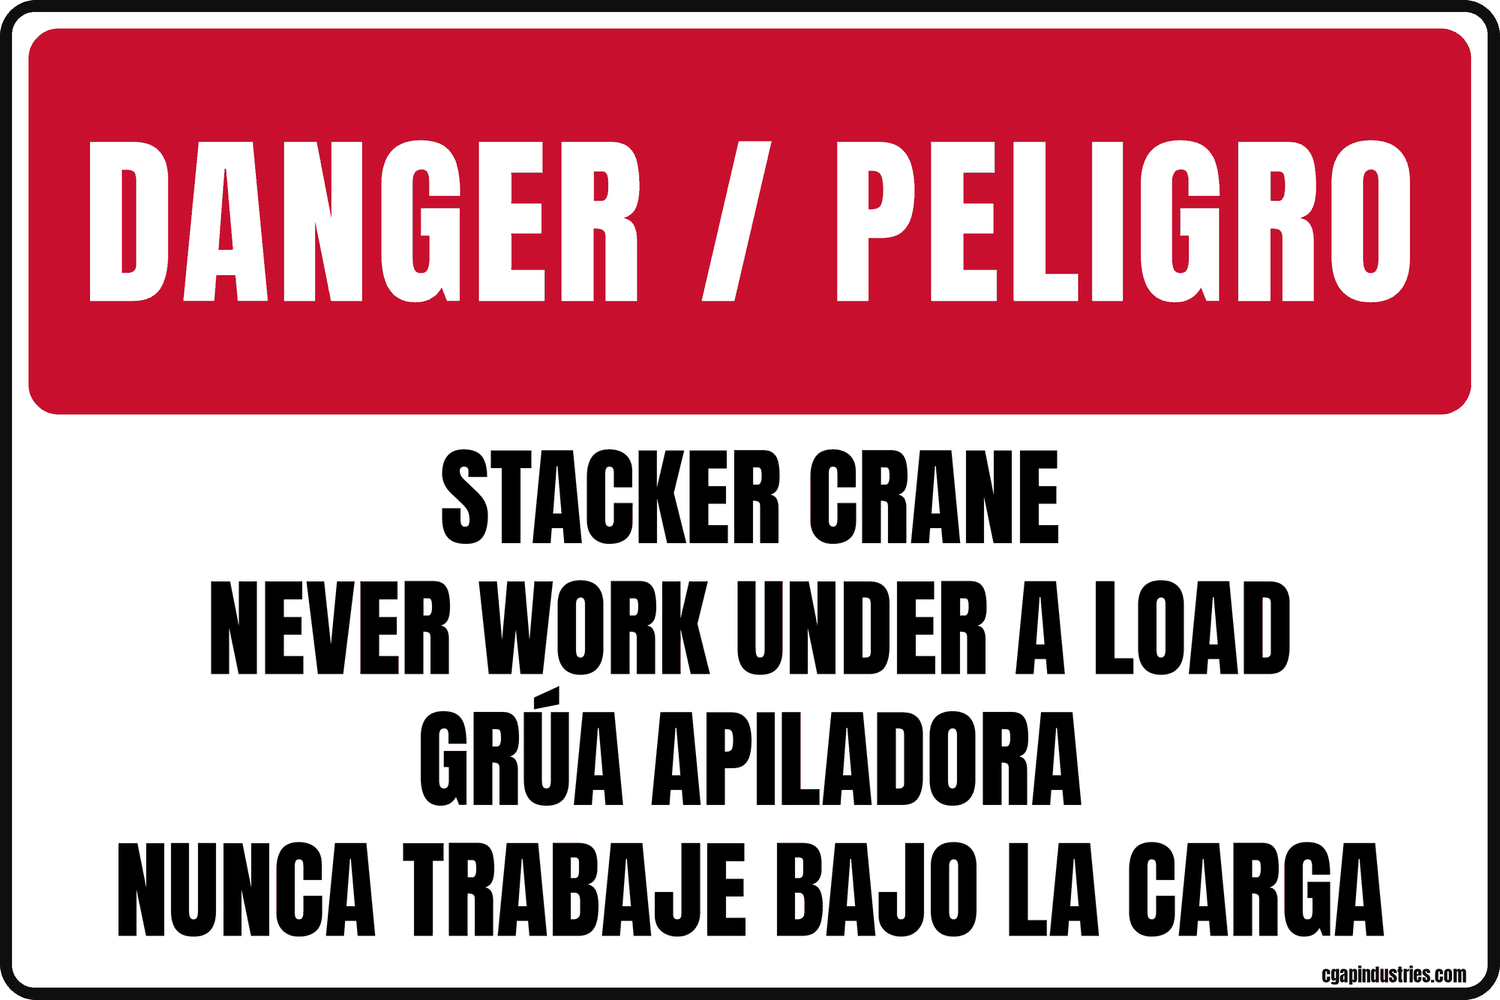 DANGER / PELIGRO
STACKER CRANE
NEVER WORK UNDER A LOAD
GRÚA APILADORA
NUNCA TRABAJE BAJO LA CARGA
cgapindustries.com